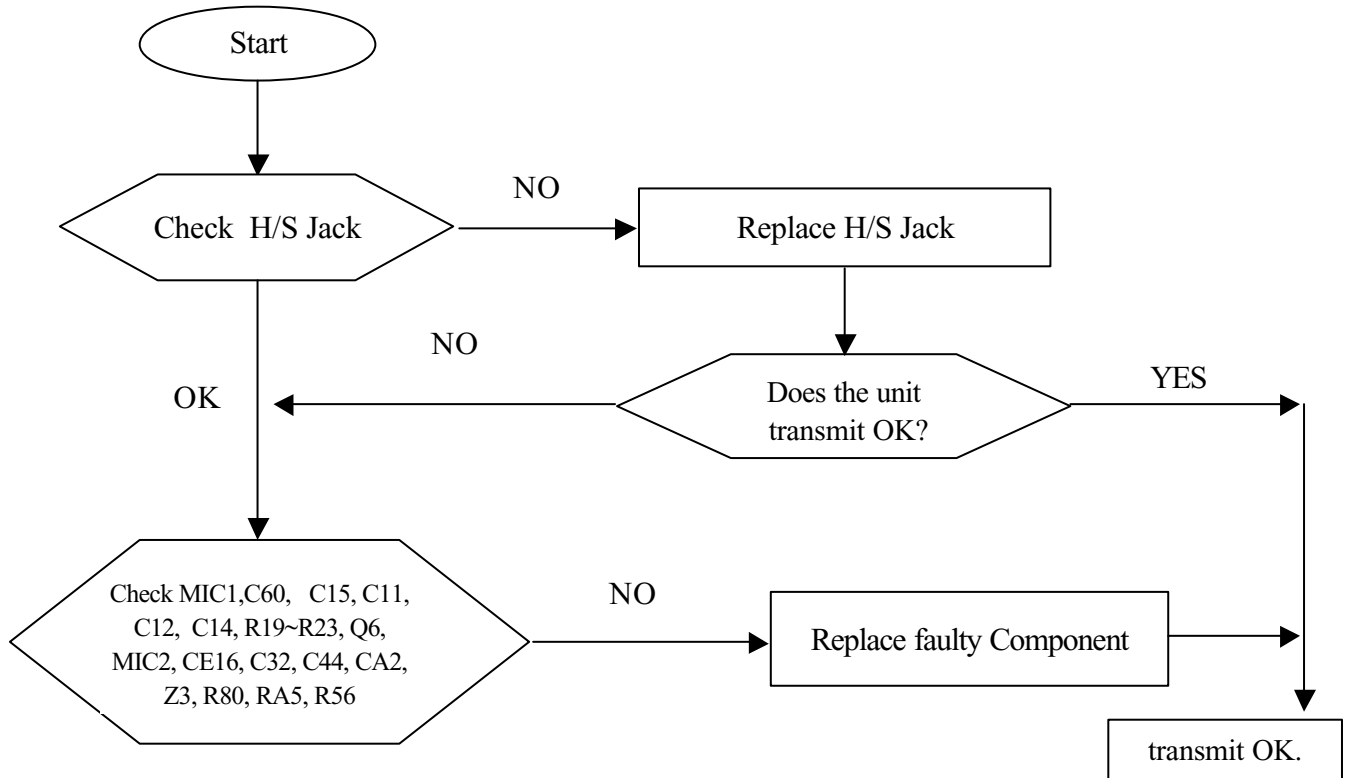 Start
Check H/S Jack
NO
Replace H/S Jack
NO
OK
Does the unit
transmit OK?
YES
Check MIC1,C60, C15, C11,
C12, C14, R19~R23, Q6,
MIC2, CE16, C32, C44, CA2,
Z3, R80, RA5, R56
NO
Replace faulty Component
transmit OK.